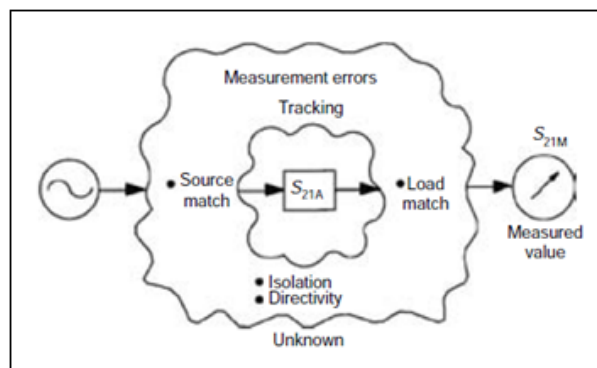 Measurement errors
Tracking
S21M
• Source
match
S21A
• Load
match
Measured
value
• Isolation
• Directivity
Unknown